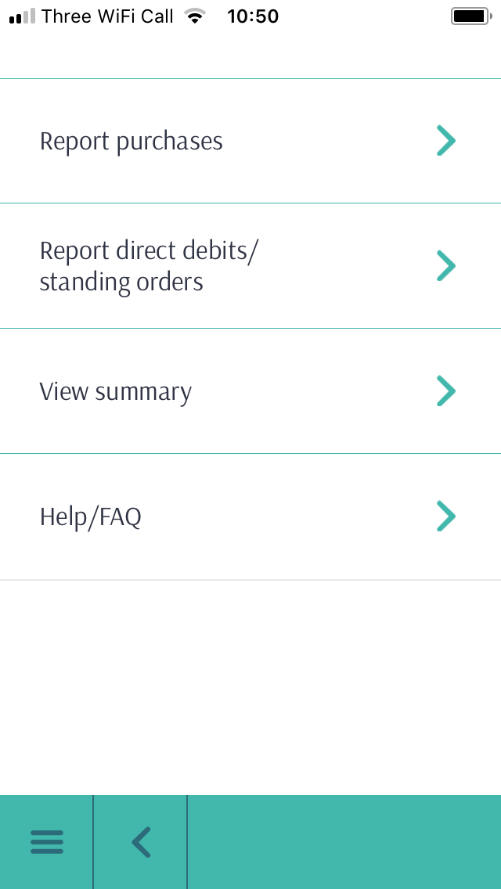 Three WiFi Call 10:50
Report purchases
Report direct debits/
standing orders
View summary
Help/FAQ